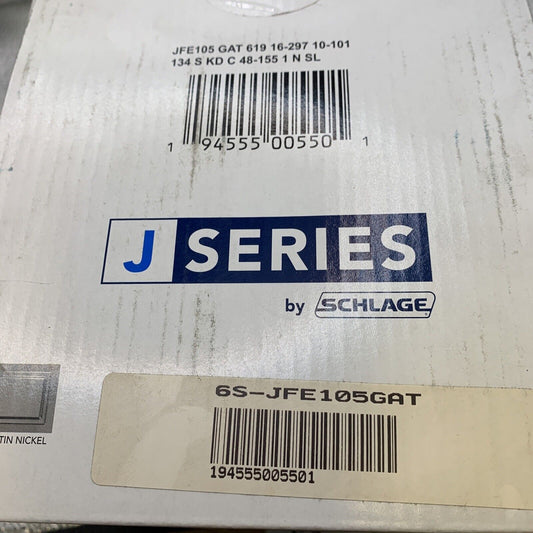 JFE105 GAT 619 16-297 10-101
134 S KD C 48-155 1 N SL
1 94555 00550 1
J SERIES
by SCHLAGE
TIN NICKEL
6S-JFE105GAT
194555005501